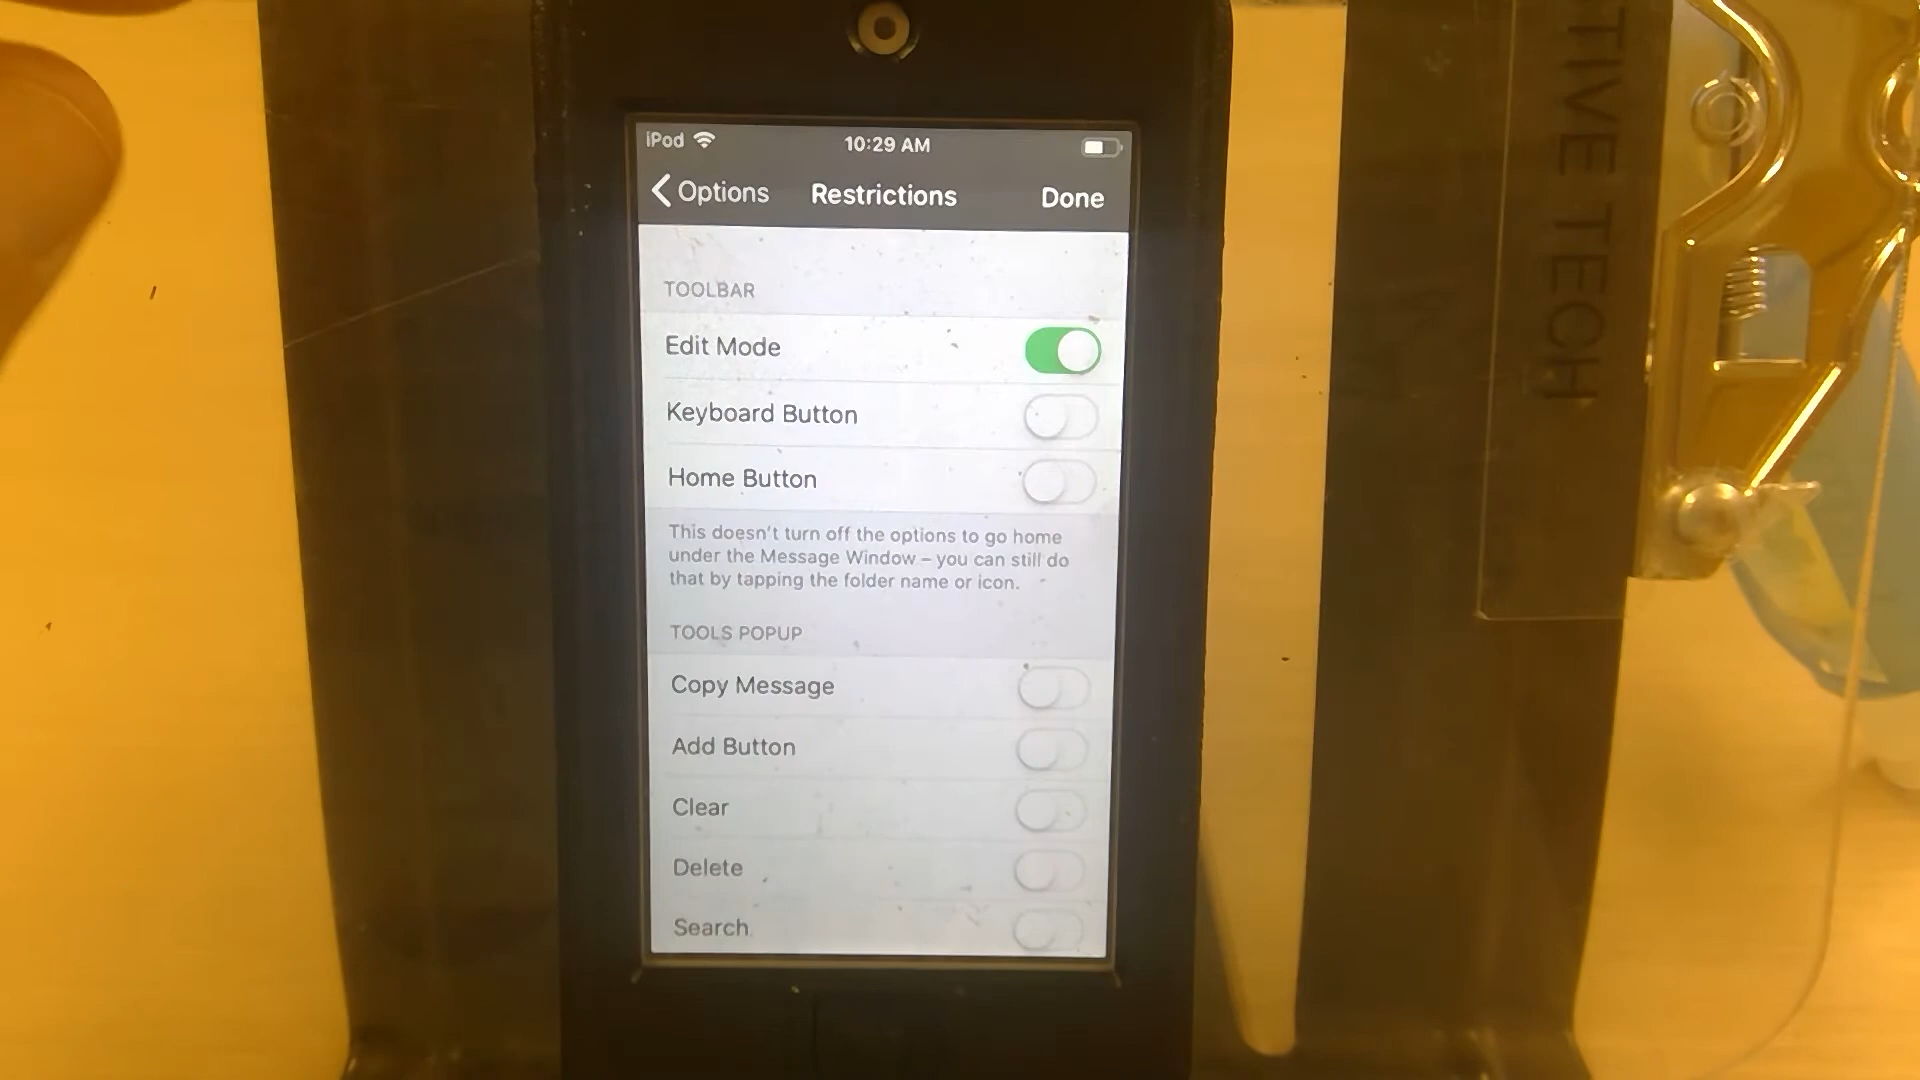 iPod
10:29 AM
Options
Restrictions
Done
TOOLBAR
Edit Mode
Keyboard Button
Home Button
This doesn't turn off the options to go home
under the Message Window – you can still do
that by tapping the folder name or icon.
TOOLS POPUP
Copy Message
Add Button
Clear
Delete
Search
TIVE TECH